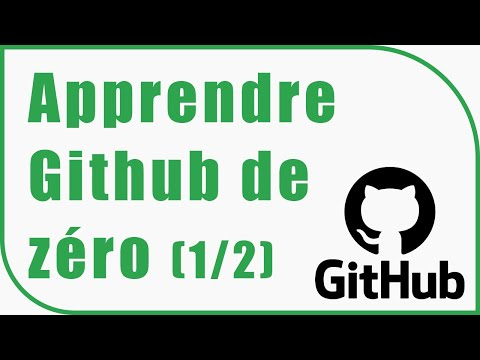 Apprendre
Github de
zéro (1/2)
GitHub